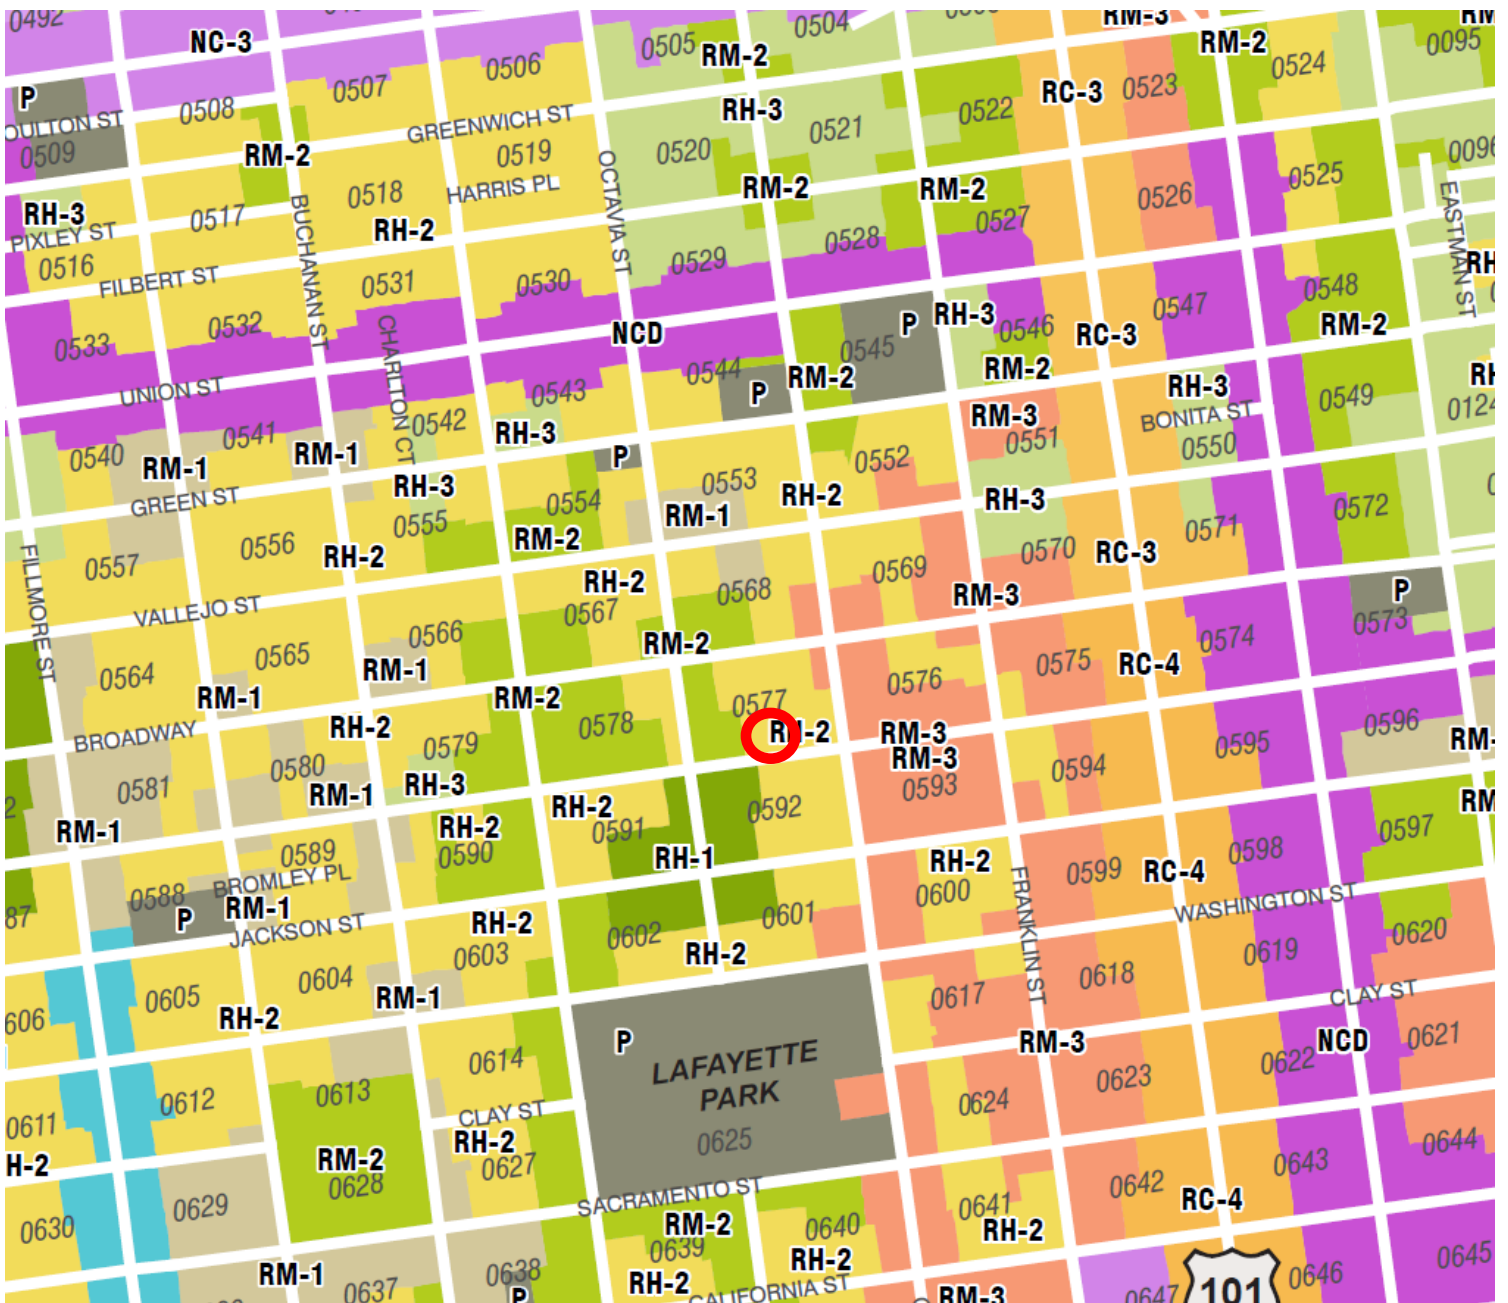 0492
NC-3
0505
0504
RM-2
RM-3
RM-2
0095
0506
0507
0508
P
OULTON ST
0509
RM-2
GREENWICH ST
0519
HARRIS PL
0518
0517
RH-3
PIXLEY ST
0516
FILBERT ST
BUCHANAN ST
RH-2
OCTAVIA ST
0520
RH-3
0521
0522
RC-3
0523
0524
RM-2
RM-2
0526
0525
0096
EASTMAN ST
0527
0528
0529
0530
0531
0532
0533
UNION ST
CHARLTON CT
NCD
0544
P
RM-2
0545
P
RH-3
0546
RM-2
RC-3
0547
0548
RM-2
RH
RH-3
BONITA ST
0550
0549
0124
0543
0542
RH-3
0541
0540
RM-1
RM-1
GREEN ST
RH-3
P
0553
RM-1
RH-2
0552
RM-3
0551
RH-3
0554
RM-2
0555
RH-2
0556
0557
FILLMORE ST
VALLEJO ST
RH-2
0567
0568
0569
RM-3
0570
RC-3
0571
0572
P
0573
0574
RC-4
0575
0576
RM-2
0566
RM-1
0565
RM-1
0564
BROADWAY
RH-2
RM-2
0578
0577
RH-2
RM-3
RM-3
0593
0594
0595
0596
RM-
0579
RH-3
0580
RM-1
0581
RM-1
RH-2
0590
RH-2
0591
RH-1
0592
RH-2
0600
FRANKLIN ST
0599
RC-4
0598
0597
RM
WASHINGTON ST
0589
BROMLEY PL
0588
P
RM-1
JACKSON ST
87
RH-2
0603
0602
RH-2
0601
0617
0618
0619
0620
CLAY ST
0604
0605
606
RH-2
RM-1
P
LAFAYETTE
PARK
0625
RM-3
NCD
0621
0622
0623
0624
0614
0613
0612
0611
CLAY ST
RH-2
0627
RM-2
0628
H-2
0629
0630
SACRAMENTO ST
RM-2
0639
RH-2
0640
RH-2
0641
RH-2
0642
RC-4
0643
0644
0645
0646
101
0647
RM-3
CALIFORNIA ST
0638
P
0637
RM-1